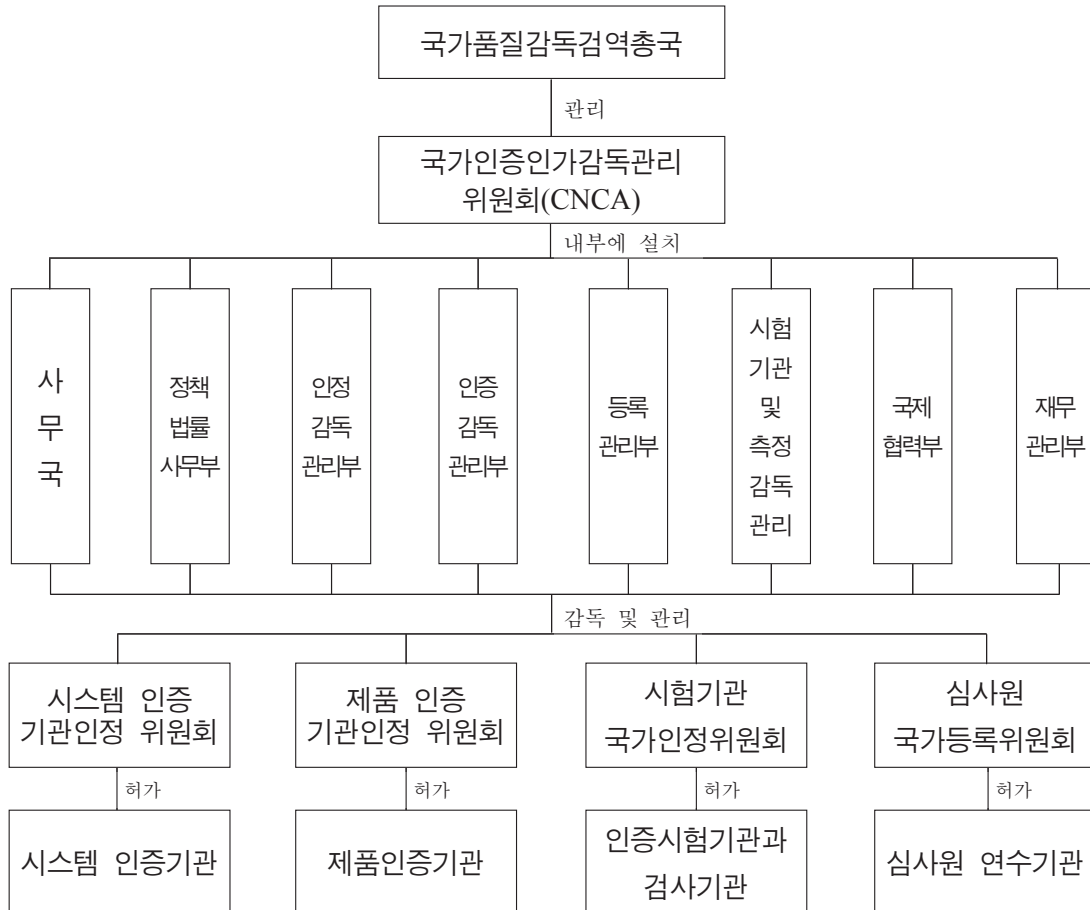 국가품질감독검역총국
관리
국가인증인가감독관리
위원회(CNCA)
내부에 설치
사
무
국
정책
법률
사무부
인정
감독
관리부
인증
감독
관리부
등록
관리부
시험
기관
및
측정
감독
관리
국제
협력부
재무
관리부
감독 및 관리
시스템 인증
기관인정 위원회
제품 인증
기관인정 위원회
시험기관
국가인정위원회
심사원
국가등록위원회
허가
허가
허가
허가
시스템 인증기관
제품인증기관
인증시험기관과
검사기관
심사원 연수기관